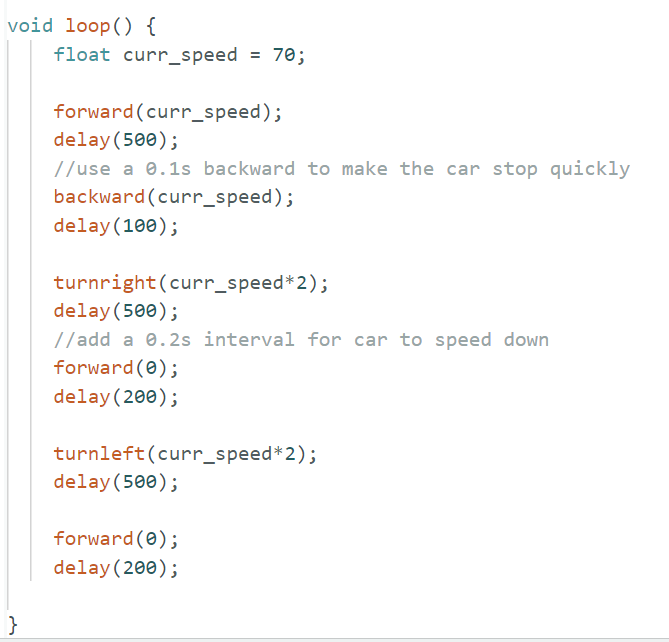 void loop() {
    float curr_speed = 70;

    forward(curr_speed);
    delay(500);
    //use a 0.1s backward to make the car stop quickly
    backward(curr_speed);
    delay(100);

    turnright(curr_speed*2);
    delay(500);
    //add a 0.2s interval for car to speed down
    forward(0);
    delay(200);

    turnleft(curr_speed*2);
    delay(500);

    forward(0);
    delay(200);

}